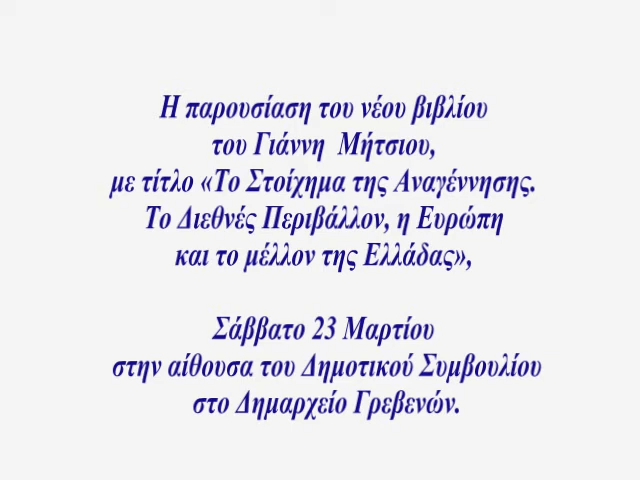 Η παρουσίαση του νέου βιβλίου
του Γιάννη Μήτσιου,
με τίτλο «Το Στοίχημα της Αναγέννησης.
Το Διεθνές Περιβάλλον, η Ευρώπη
και το μέλλον της Ελλάδας»,
Σάββατο 23 Μαρτίου
στην αίθουσα του Δημοτικού Συμβουλίου
στο Δημαρχείο Γρεβενών.